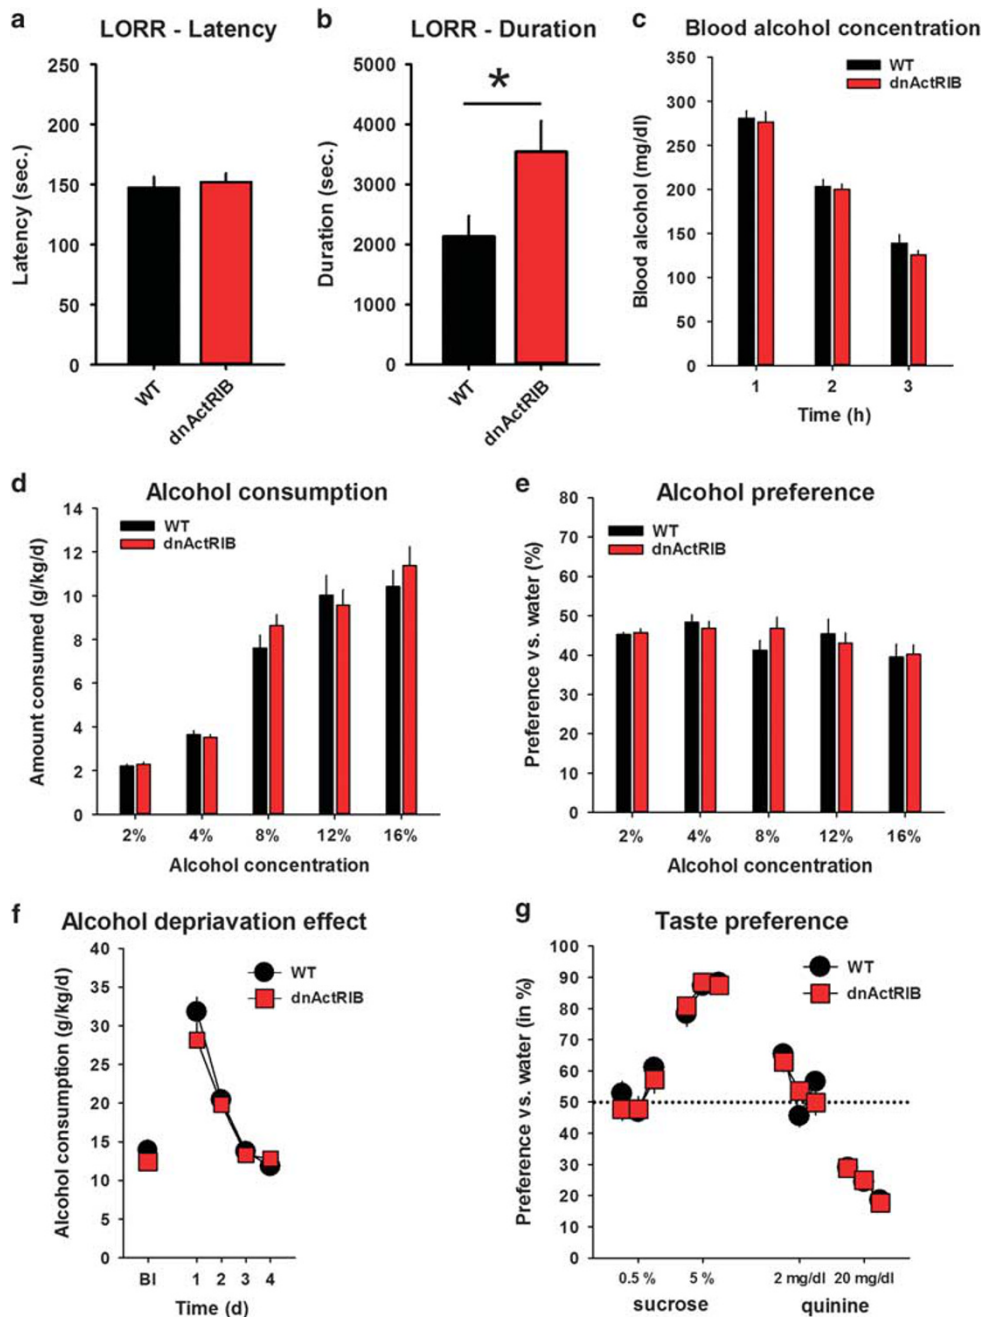 a
LORR - Latency
250
200
150
100
50
0
Latency (sec.)
WT
dnActRIB
b
LORR - Duration
5000
4000
3000
2000
1000
0
Duration (sec.)
*
WT
dnActRIB
c
Blood alcohol concentration
WT
dnActRIB
350
300
250
200
150
100
50
0
Blood alcohol (mg/dl)
1 2 3
Time (h)
d
Alcohol consumption
WT
dnActRIB
14
12
10
8
6
4
2
0
Amount consumed (g/kg/d)
2% 4% 8% 12% 16%
Alcohol concentration
e
Alcohol preference
WT
dnActRIB
80
70
60
50
40
30
20
10
0
Preference vs. water (%)
2% 4% 8% 12% 16%
Alcohol concentration
f
Alcohol depriavation effect
WT
dnActRIB
40
35
30
25
20
15
10
5
0
Alcohol consumption (g/kg/d)
BI 1 2 3 4
Time (d)
g
Taste preference
WT
dnActRIB
100
90
80
70
60
50
40
30
20
10
0
Preference vs. water (in %)
0.5 % 5 % 2 mg/dl 20 mg/dl
sucrose quinine